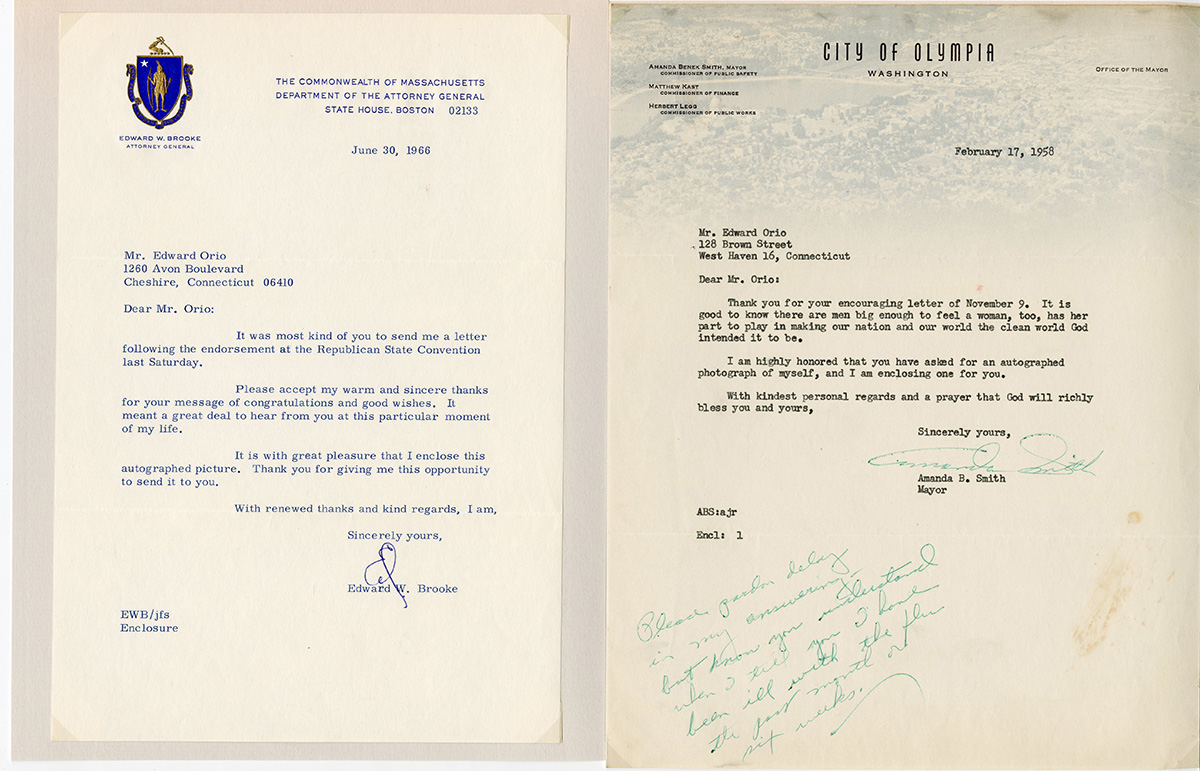 EDWARD W. BROOKE
ATTORNEY GENERAL
THE COMMONWEALTH OF MASSACHUSETTS
DEPARTMENT OF THE ATTORNEY GENERAL
STATE HOUSE, BOSTON 02133
June 30, 1966
Mr. Edward Orio
1260 Avon Boulevard
Cheshire, Connecticut 06410
Dear Mr. Orio:
It was most kind of you to send me a letter
following the endorsement at the Republican State Convention
last Saturday.
Please accept my warm and sincere thanks
for your message of congratulations and good wishes. It
meant a great deal to hear from you at this particular moment
of my life.
It is with great pleasure that I enclose this
autographed picture. Thank you for giving me this opportunity
to send it to you.
With renewed thanks and kind regards, I am,
Sincerely yours,
Ed
Edward W. Brooke
EWB/jfs
Enclosure
AMANDA BENEK SMITH, MAYOR
COMMISSIONER OF PUBLIC SAFETY
MATTHEW KAST
COMMISSIONER OF FINANCE
HERBERT LEGG
COMMISSIONER OF PUBLIC WORKS
CITY OF OLYMPIA
WASHINGTON
OFFICE OF THE MAYOR
February 17, 1958
Mr. Edward Orio
128 Brown Street
West Haven 16, Connecticut
Dear Mr. Orio:
Thank you for your encouraging letter of November 9. It is
good to know there are men big enough to feel a woman, too, has her
part to play in making our nation and our world the clean world God
intended it to be.
I am highly honored that you have asked for an autographed
photograph of myself, and I am enclosing one for you.
With kindest personal regards and a prayer that God will richly
bless you and yours,
Sincerely yours,
Amanda Smith
Amanda B. Smith
Mayor
ABS:ajr
Encl: 1
Please pardon delay
in my answering
but know you understand
when I tell you I have
been ill with the flu
the past month or
six weeks.